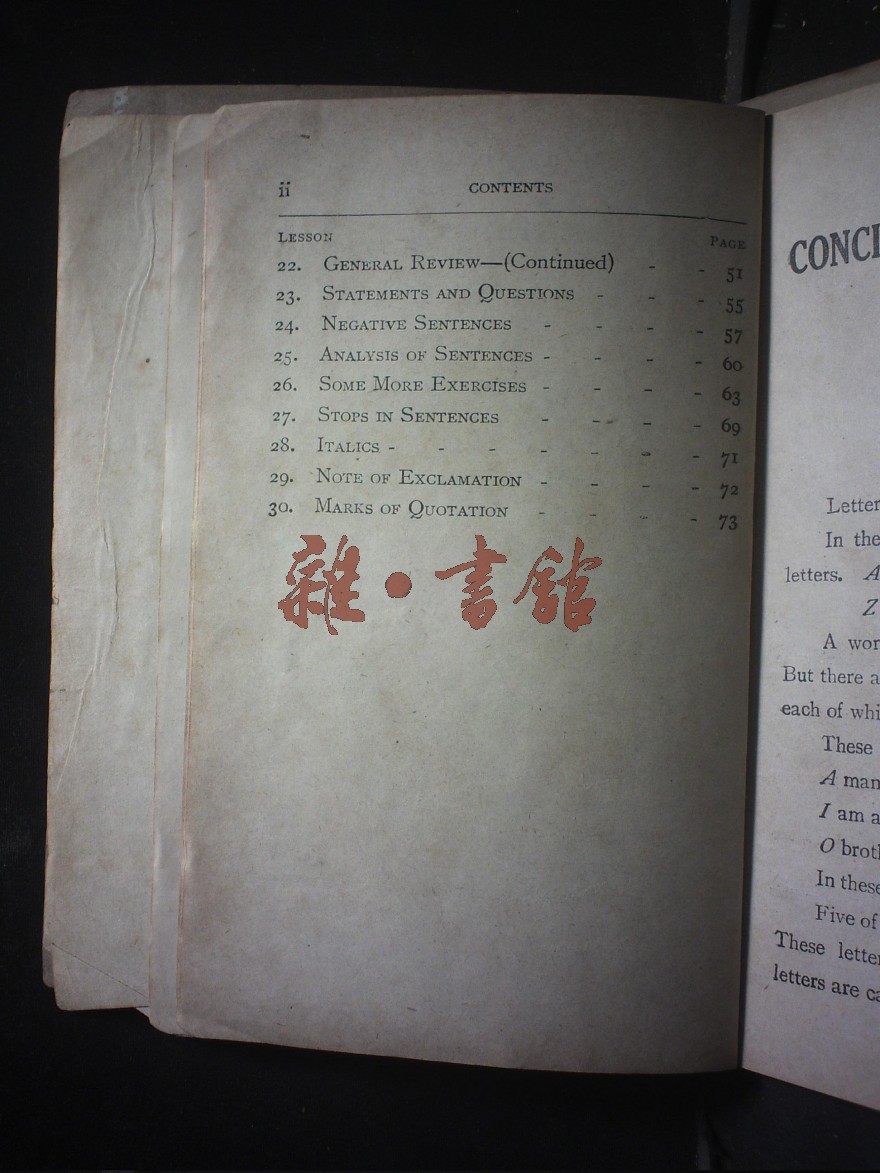 ii CONTENTS
LESSON PAGE
22. GENERAL REVIEW—(Continued) - - 51
23. STATEMENTS AND QUESTIONS - - - 55
24. NEGATIVE SENTENCES - - - - 57
25. ANALYSIS OF SENTENCES - - - - 60
26. SOME MORE EXERCISES - - - - 63
27. STOPS IN SENTENCES - - - - 69
28. ITALICS - - - - - - - 71
29. NOTE OF EXCLAMATION - - - - 72
30. MARKS OF QUOTATION - - - - 73
雜•書館
CONCI
Letter
In the
letters. A
Z
A wor
But there a
each of whi
These
A man
I am a
O brot
In these
Five of
These letter
letters are ca